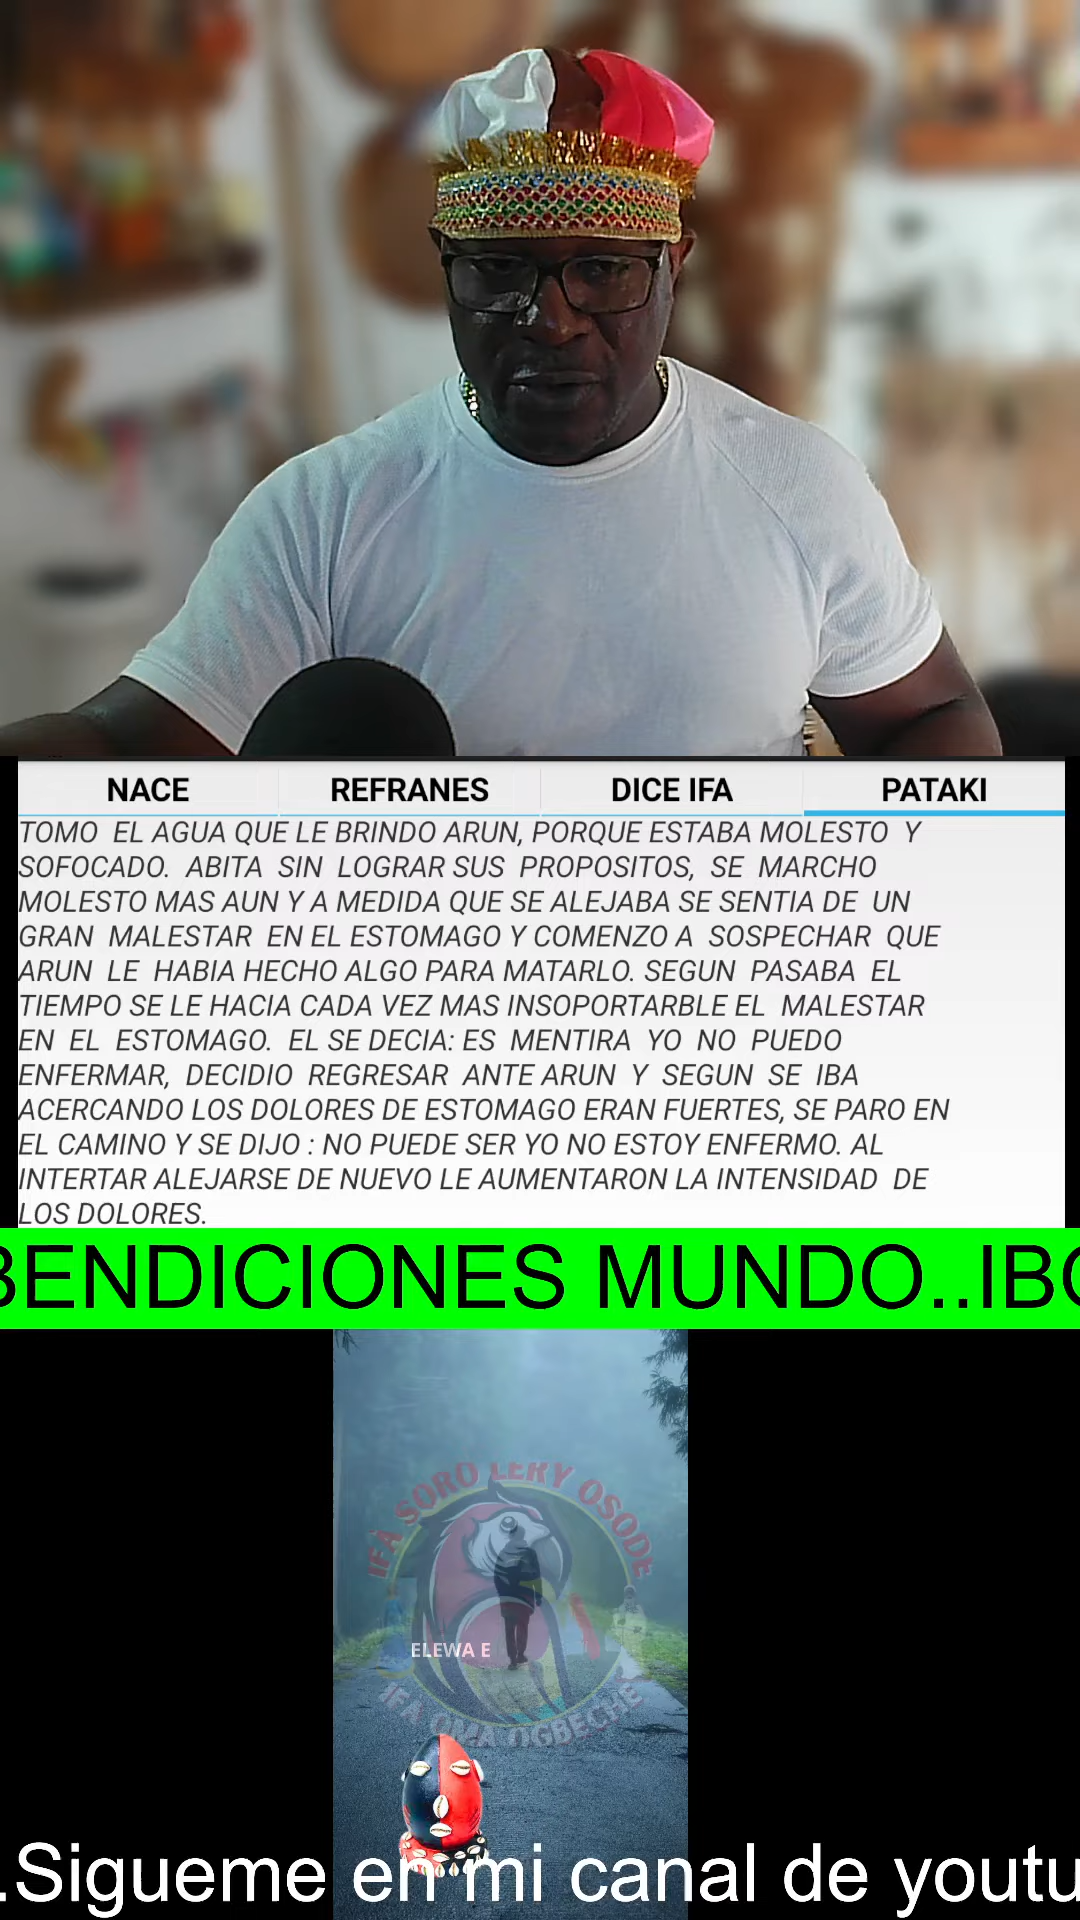 NACE
REFRANES
DICE IFA
PATAKI
TOMO EL AGUA QUE LE BRINDO ARUN, PORQUE ESTABA MOLESTO Y
SOFOCADO. ABITA SIN LOGRAR SUS PROPOSITOS, SE MARCHO
MOLESTO MAS AUN Y A MEDIDA QUE SE ALEJABA SE SENTIA DE UN
GRAN MALESTAR EN EL ESTOMAGO Y COMENZO A SOSPECHAR QUE
ARUN LE HABIA HECHO ALGO PARA MATARLO. SEGUN PASABA EL
TIEMPO SE LE HACIA CADA VEZ MAS INSOPORTARBLE EL MALESTAR
EN EL ESTOMAGO. EL SE DECIA: ES MENTIRA YO NO PUEDO
ENFERMAR, DECIDIO REGRESAR ANTE ARUN Y SEGUN SE IBA
ACERCANDO LOS DOLORES DE ESTOMAGO ERAN FUERTES, SE PARO EN
EL CAMINO Y SE DIJO : NO PUEDE SER YO NO ESTOY ENFERMO. AL
INTERTAR ALEJARSE DE NUEVO LE AUMENTARON LA INTENSIDAD DE
LOS DOLORES.
BENDICIONES MUNDO..IBO
IFÀ SORO LERY OSODE
ELEWA E
IFÀ OMA OGBECHE
.Sigueme en mi canal de youtu